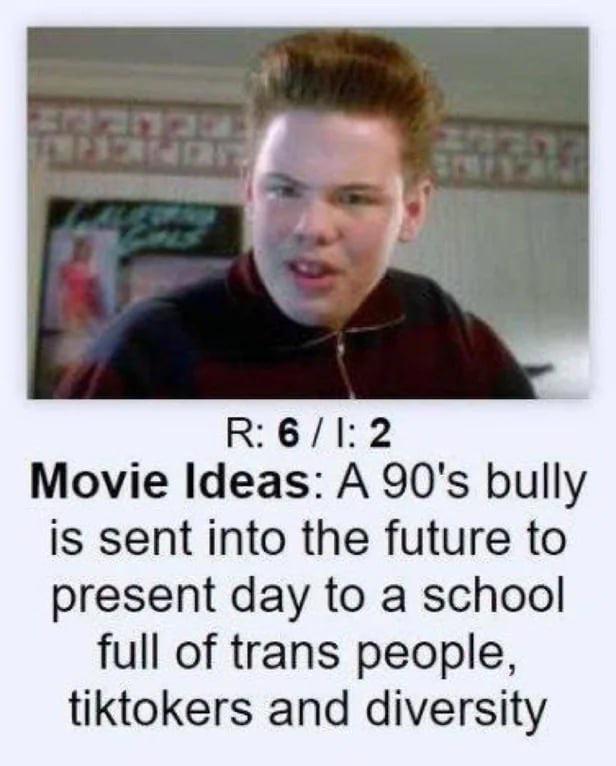 R: 6 / I: 2
Movie Ideas: A 90's bully
is sent into the future to
present day to a school
full of trans people,
tiktokers and diversity